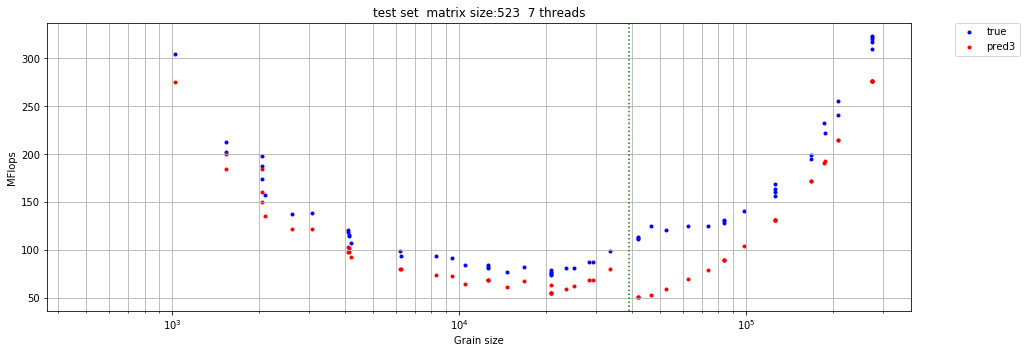 test set  matrix size:523  7 threads
true
pred3
MFlops
300
250
200
150
100
50
10³
10⁴
10⁵
Grain size